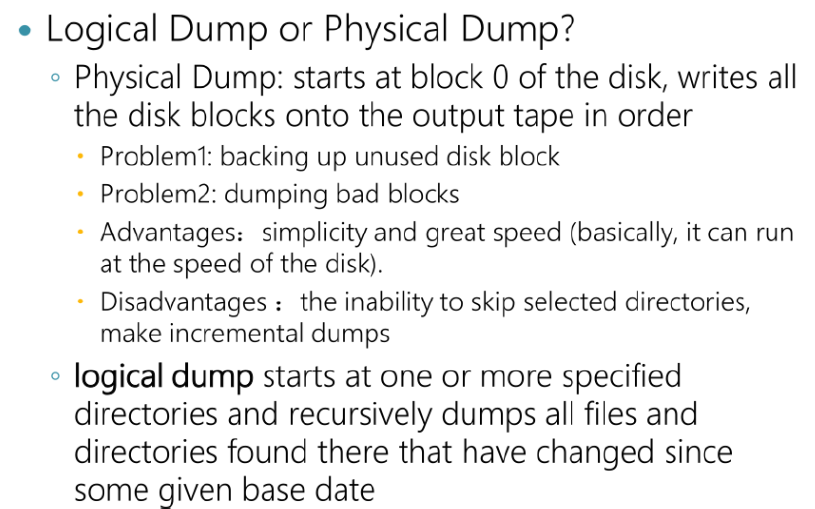 • Logical Dump or Physical Dump?
◦ Physical Dump: starts at block 0 of the disk, writes all
the disk blocks onto the output tape in order
• Problem1: backing up unused disk block
• Problem2: dumping bad blocks
• Advantages： simplicity and great speed (basically, it can run
at the speed of the disk).
• Disadvantages ： the inability to skip selected directories,
make incremental dumps
◦ logical dump starts at one or more specified
directories and recursively dumps all files and
directories found there that have changed since
some given base date